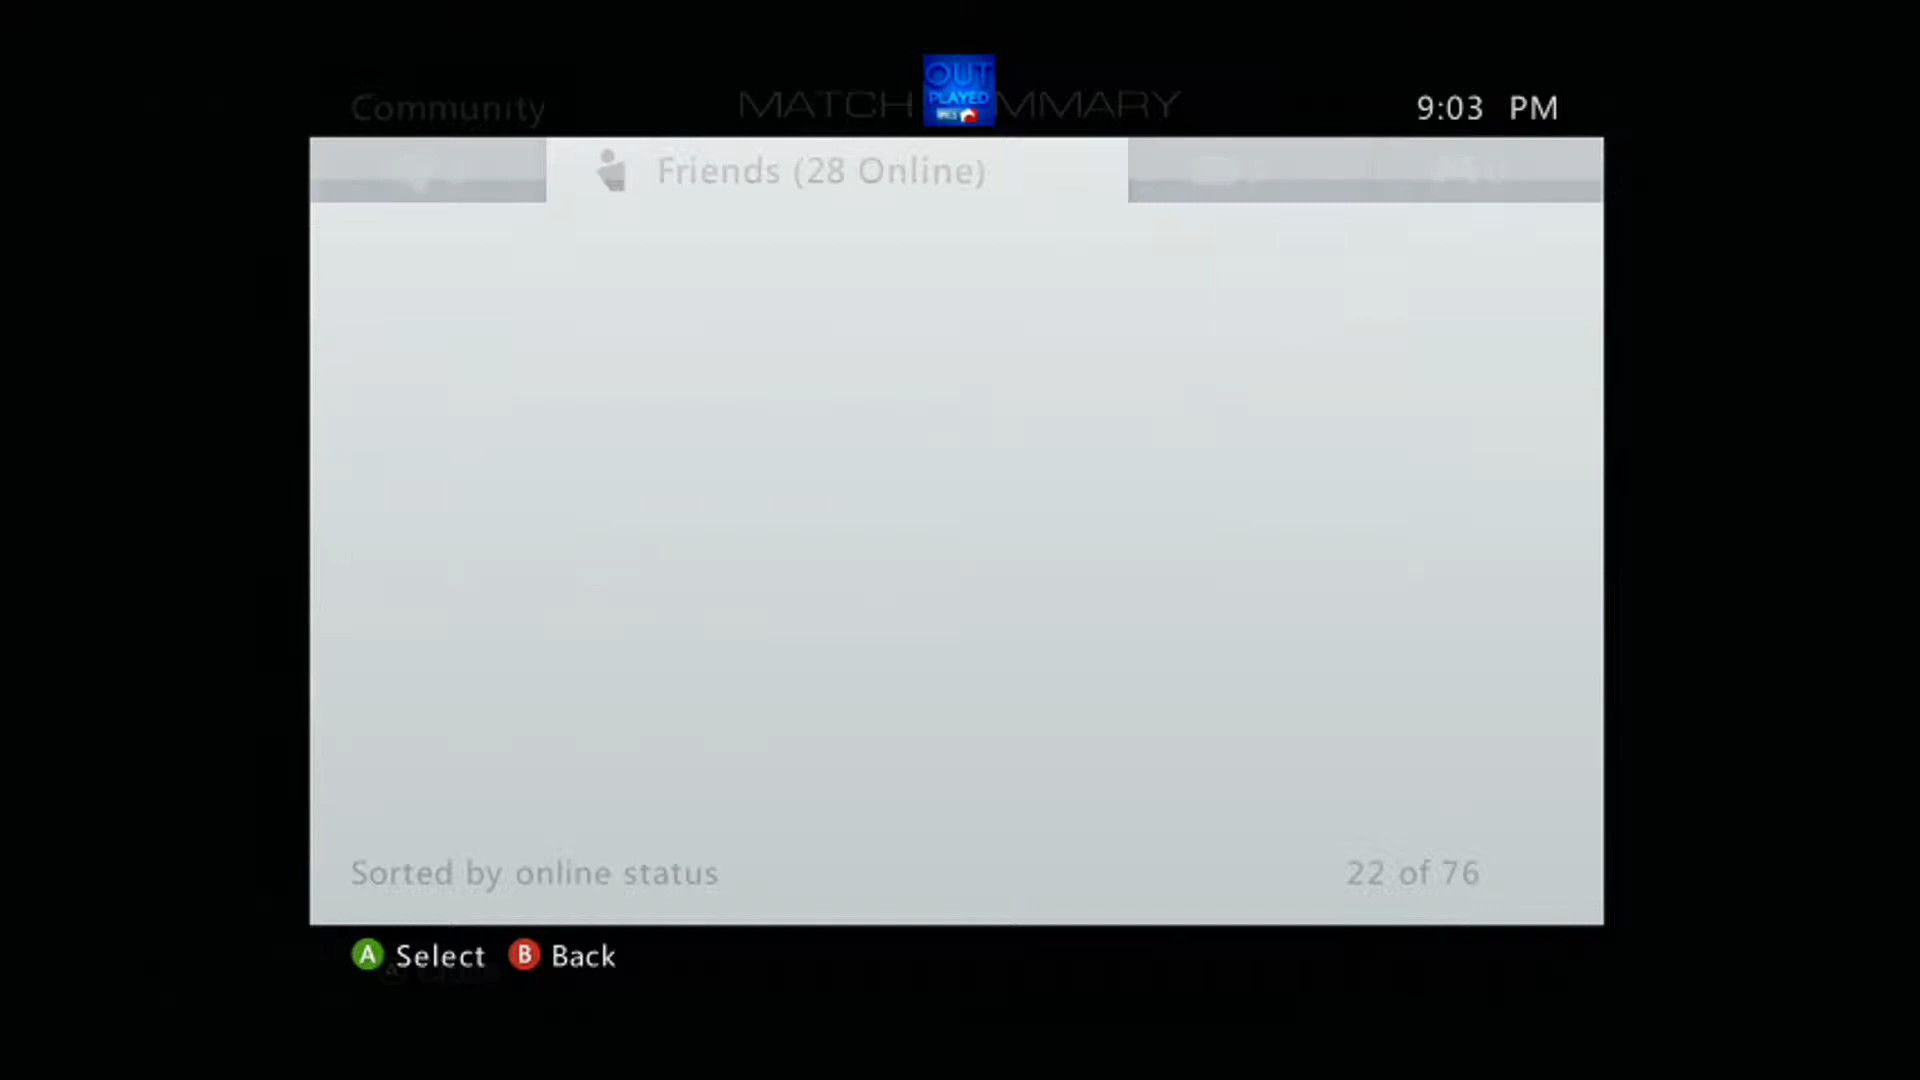 Community
MATCH MMARY
OUT
PLAYED
9:03 PM
Friends (28 Online)
Sorted by online status
22 of 76
A Select B Back